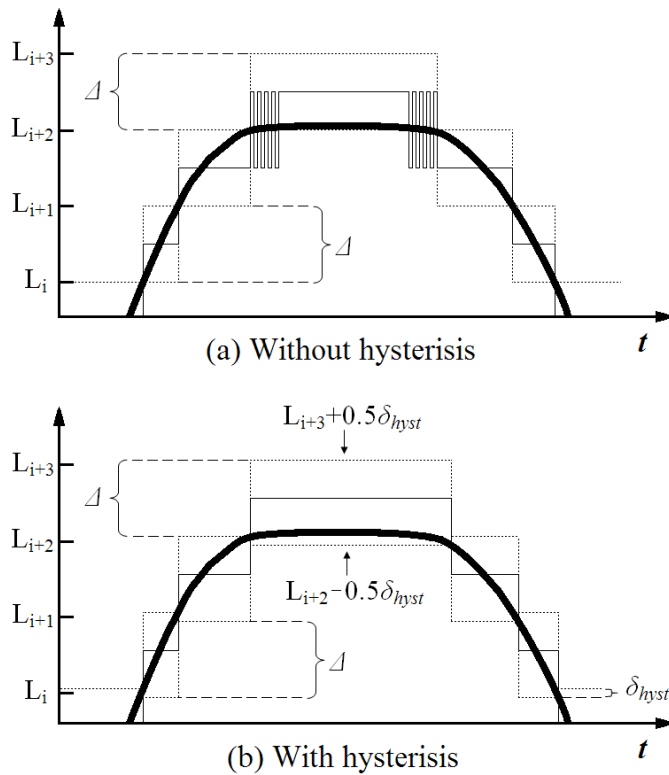 L_{i+3}
Δ
L_{i+2}
L_{i+1}
Δ
L_i
(a) Without hysterisis
t
L_{i+3}+0.5δ_{hyst}
L_{i+3}
Δ
L_{i+2}
L_{i+2}−0.5δ_{hyst}
L_{i+1}
Δ
L_i
δ_{hyst}
(b) With hysterisis
t